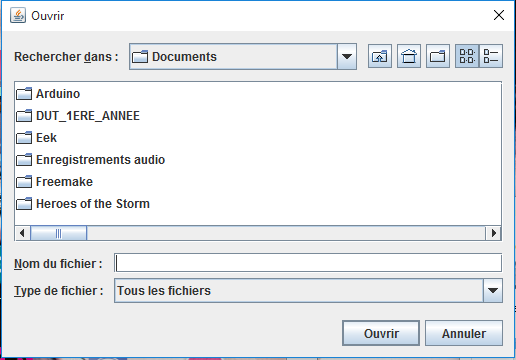 Ouvrir
Rechercher dans :
Documents
Arduino
DUT_1ERE_ANNEE
Eek
Enregistrements audio
Freemake
Heroes of the Storm
Nom du fichier :
Type de fichier :
Tous les fichiers
Ouvrir
Annuler